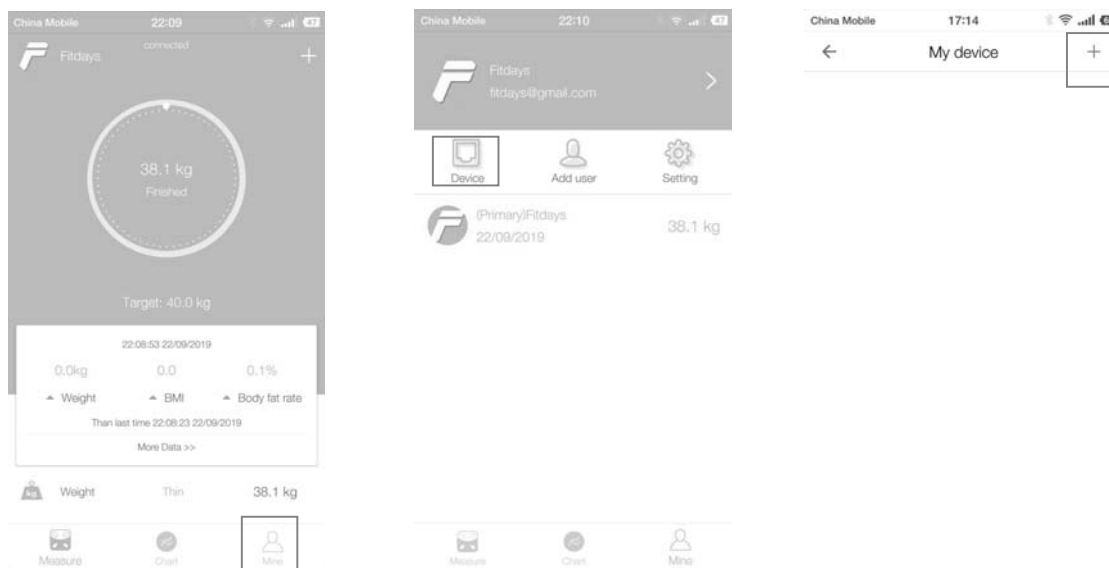 China Mobile 22:09 47
Fitdays connected +
38.1 kg
Finished
Target: 40.0 kg
22:08:53 22/09/2019
0.0kg 0.0 0.1%
Weight BMI Body fat rate
Than last time 22:08:23 22/09/2019
More Data >>
kg Weight Thin 38.1 kg
Measure Chart Mine
China Mobile 22:10 47
Fitdays
fitdays@gmail.com
Device Add user Setting
(Primary)Fitdays
22/09/2019
38.1 kg
Measure Chart Mine
China Mobile 17:14
My device +